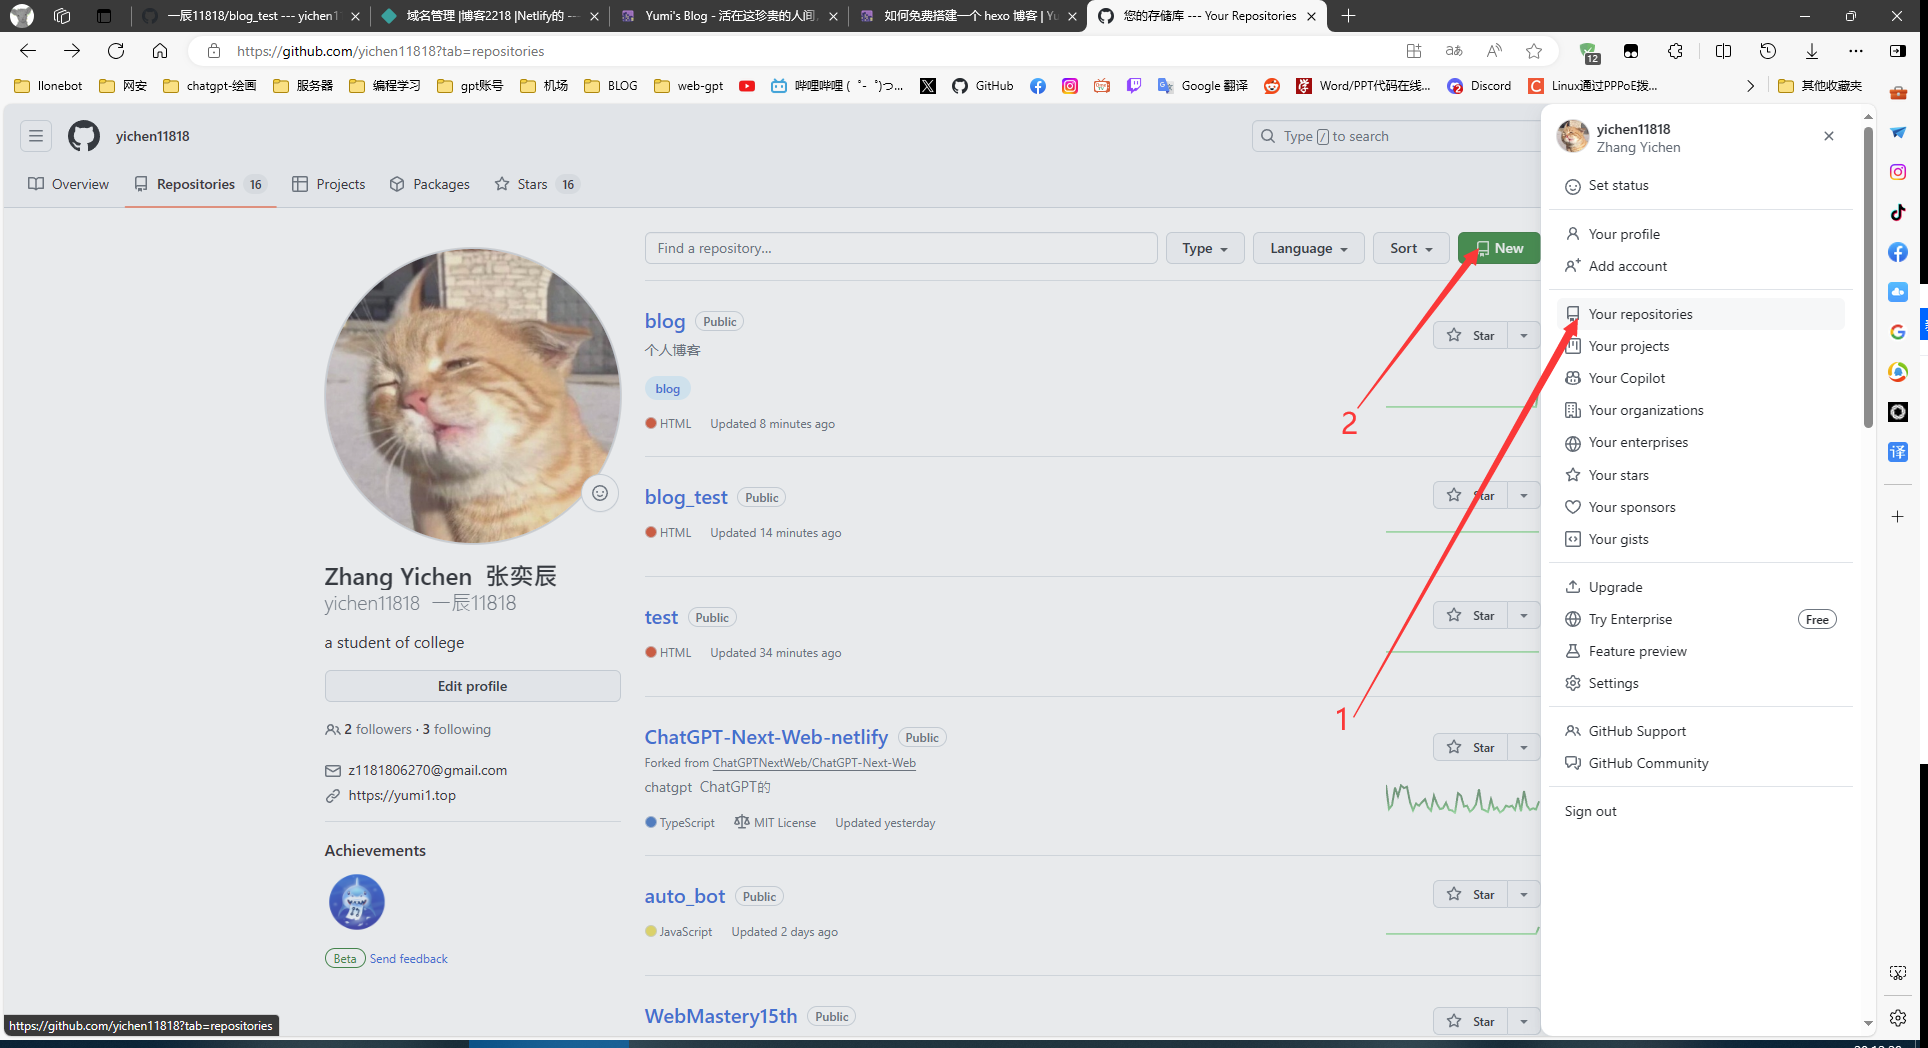 一辰11818/blog_test --- yichen1
域名管理 |博客2218 |Netlify的 ---
Yumi's Blog - 活在这珍贵的人间,
如何免费搭建一个 hexo 博客 | Yu
您的存储库 --- Your Repositories
https://github.com/yichen11818?tab=repositories
12
llonebot
网安
chatgpt-绘画
服务器
编程学习
gpt账号
机场
BLOG
web-gpt
哔哩哔哩 (゜-゜)つ...
GitHub
Google 翻译
Word/PPT代码在线...
Discord
Linux通过PPPoE拨...
其他收藏夹
yichen11818
Type / to search
Overview
Repositories 16
Projects
Packages
Stars 16
Find a repository...
Type
Language
Sort
New
blog Public
个人博客
blog
HTML Updated 8 minutes ago
Star
2
blog_test Public
HTML Updated 14 minutes ago
Star
test Public
HTML Updated 34 minutes ago
Star
1
ChatGPT-Next-Web-netlify Public
Forked from ChatGPTNextWeb/ChatGPT-Next-Web
chatgpt ChatGPT的
TypeScript MIT License Updated yesterday
Star
auto_bot Public
JavaScript Updated 2 days ago
Star
WebMastery15th Public
Star
Zhang Yichen 张奕辰
yichen11818 一辰11818
a student of college
Edit profile
2 followers · 3 following
z1181806270@gmail.com
https://yumi1.top
Achievements
Beta Send feedback
https://github.com/yichen11818?tab=repositories
yichen11818
Zhang Yichen
Set status
Your profile
Add account
Your repositories
Your projects
Your Copilot
Your organizations
Your enterprises
Your stars
Your sponsors
Your gists
Upgrade
Try Enterprise Free
Feature preview
Settings
GitHub Support
GitHub Community
Sign out
译